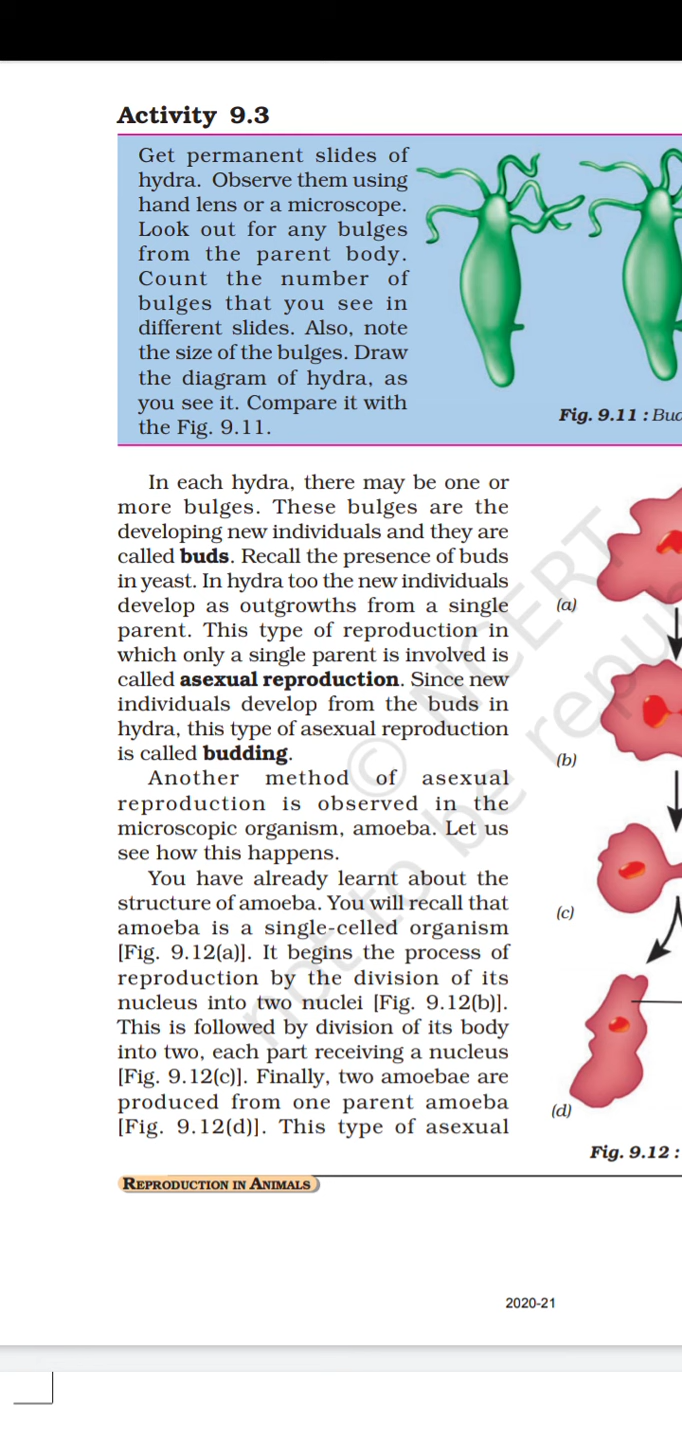 Activity 9.3
Get permanent slides of
hydra. Observe them using
hand lens or a microscope.
Look out for any bulges
from the parent body.
Count the number of
bulges that you see in
different slides. Also, note
the size of the bulges. Draw
the diagram of hydra, as
you see it. Compare it with
the Fig. 9.11.
Fig. 9.11 :
In each hydra, there may be one or
more bulges. These bulges are the
developing new individuals and they are
called buds. Recall the presence of buds
in yeast. In hydra too the new individuals
develop as outgrowths from a single
parent. This type of reproduction in
which only a single parent is involved is
called asexual reproduction. Since new
individuals develop from the buds in
hydra, this type of asexual reproduction
is called budding.
Another method of asexual
reproduction is observed in the
microscopic organism, amoeba. Let us
see how this happens.
You have already learnt about the
structure of amoeba. You will recall that
amoeba is a single-celled organism
[Fig. 9.12(a)]. It begins the process of
reproduction by the division of its
nucleus into two nuclei [Fig. 9.12(b)].
This is followed by division of its body
into two, each part receiving a nucleus
[Fig. 9.12(c)]. Finally, two amoebae are
produced from one parent amoeba
[Fig. 9.12(d)]. This type of asexual
(a)
(b)
(c)
(d)
Fig. 9.12 :
© NCERT
not to be
REPRODUCTION IN ANIMALS
2020-21